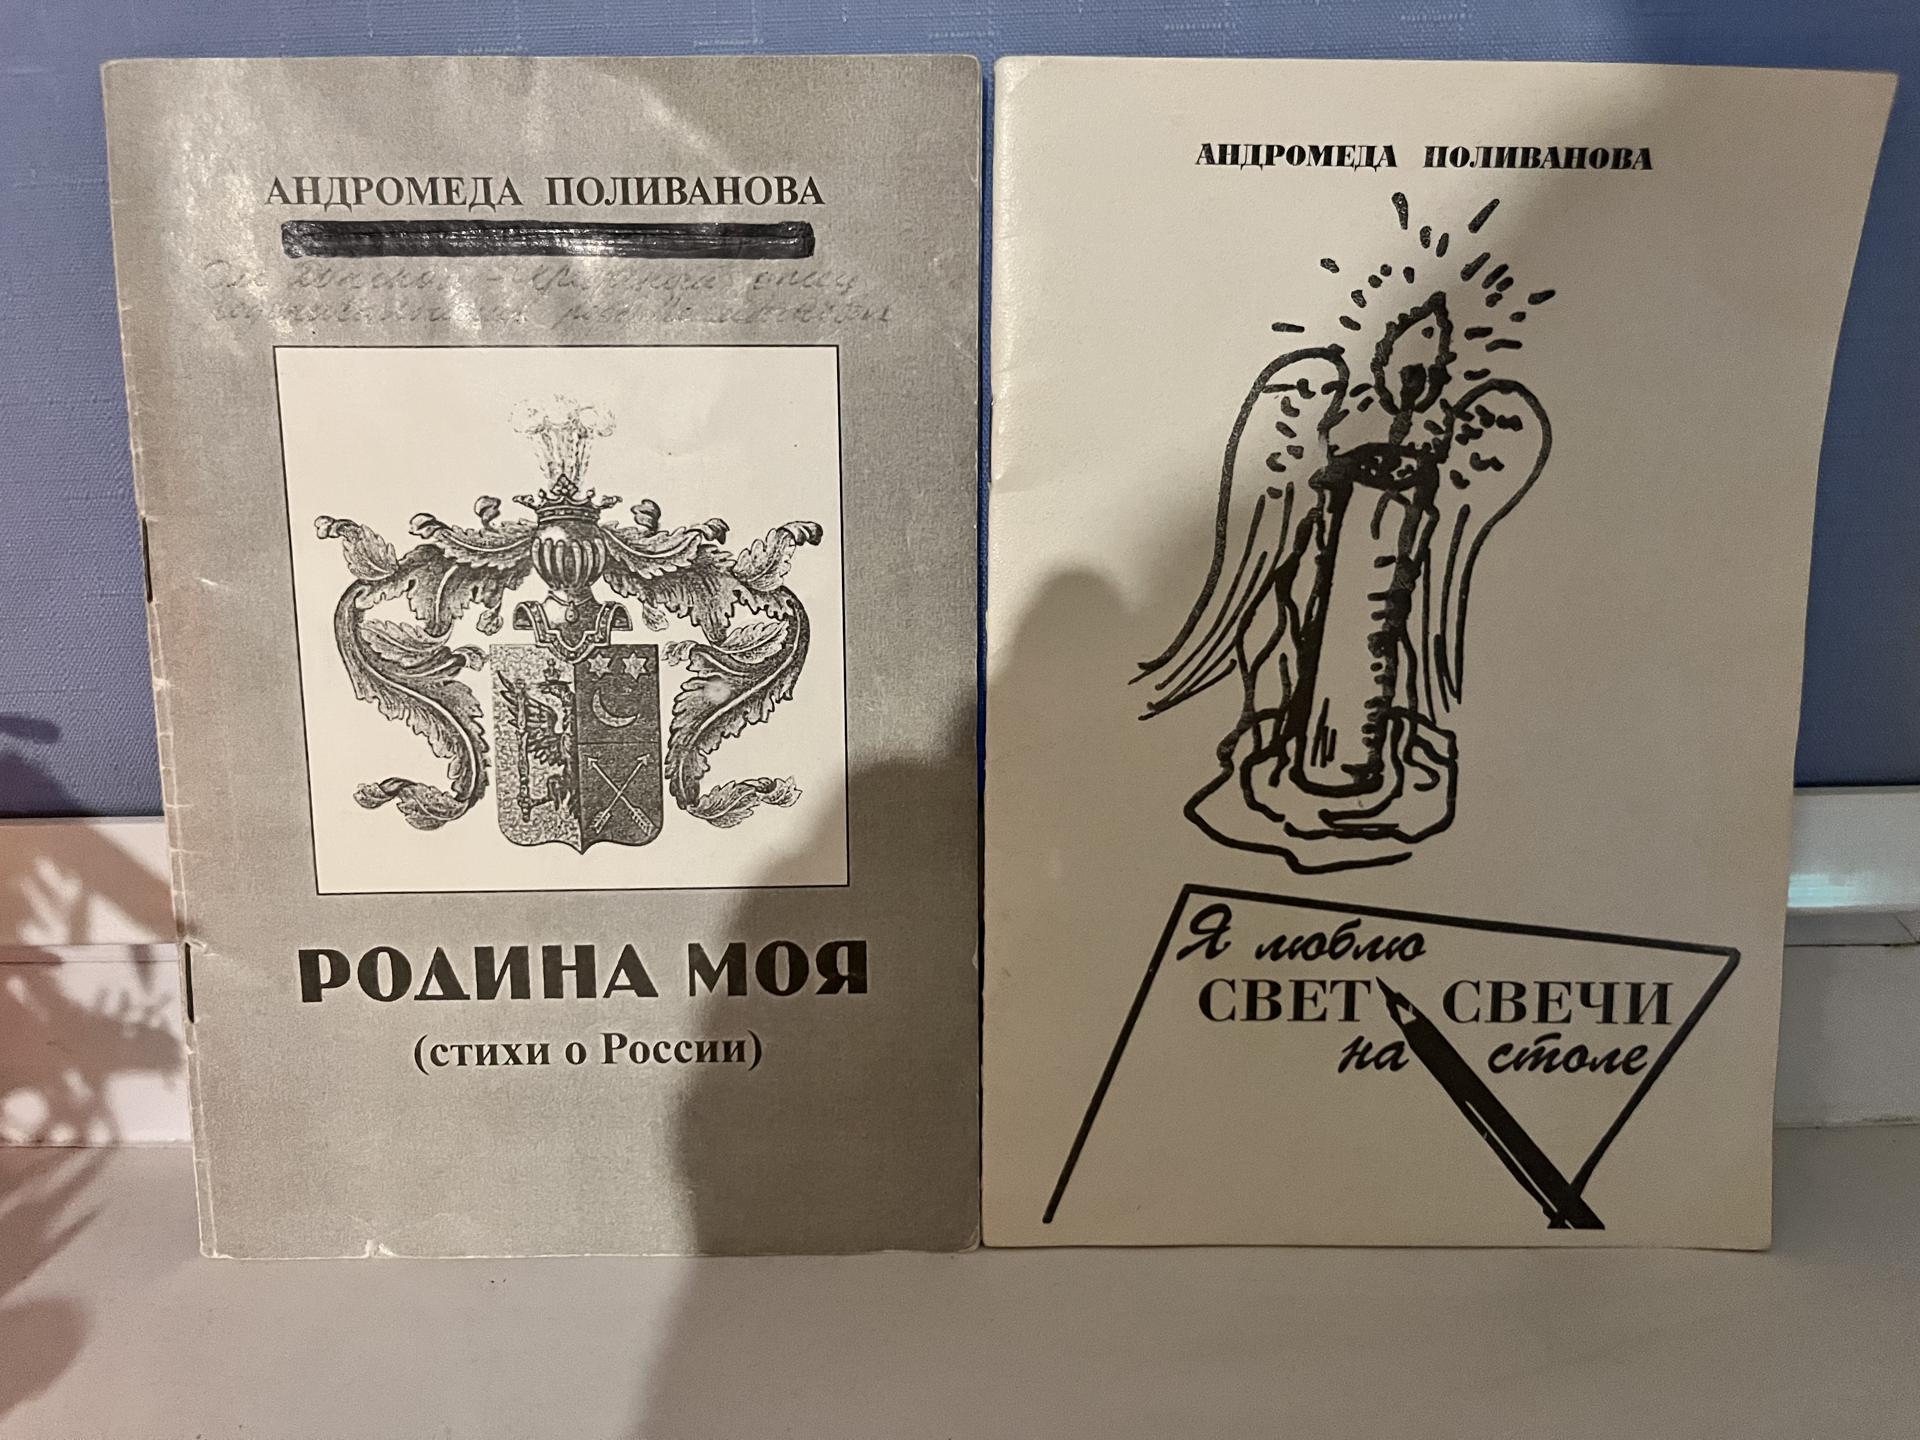 АНДРОМЕДА ПОЛИВАНОВА
РОДИНА МОЯ
(стихи о России)
АНДРОМЕДА ПОЛИВАНОВА
Я люблю
СВЕТ СВЕЧИ
на столе